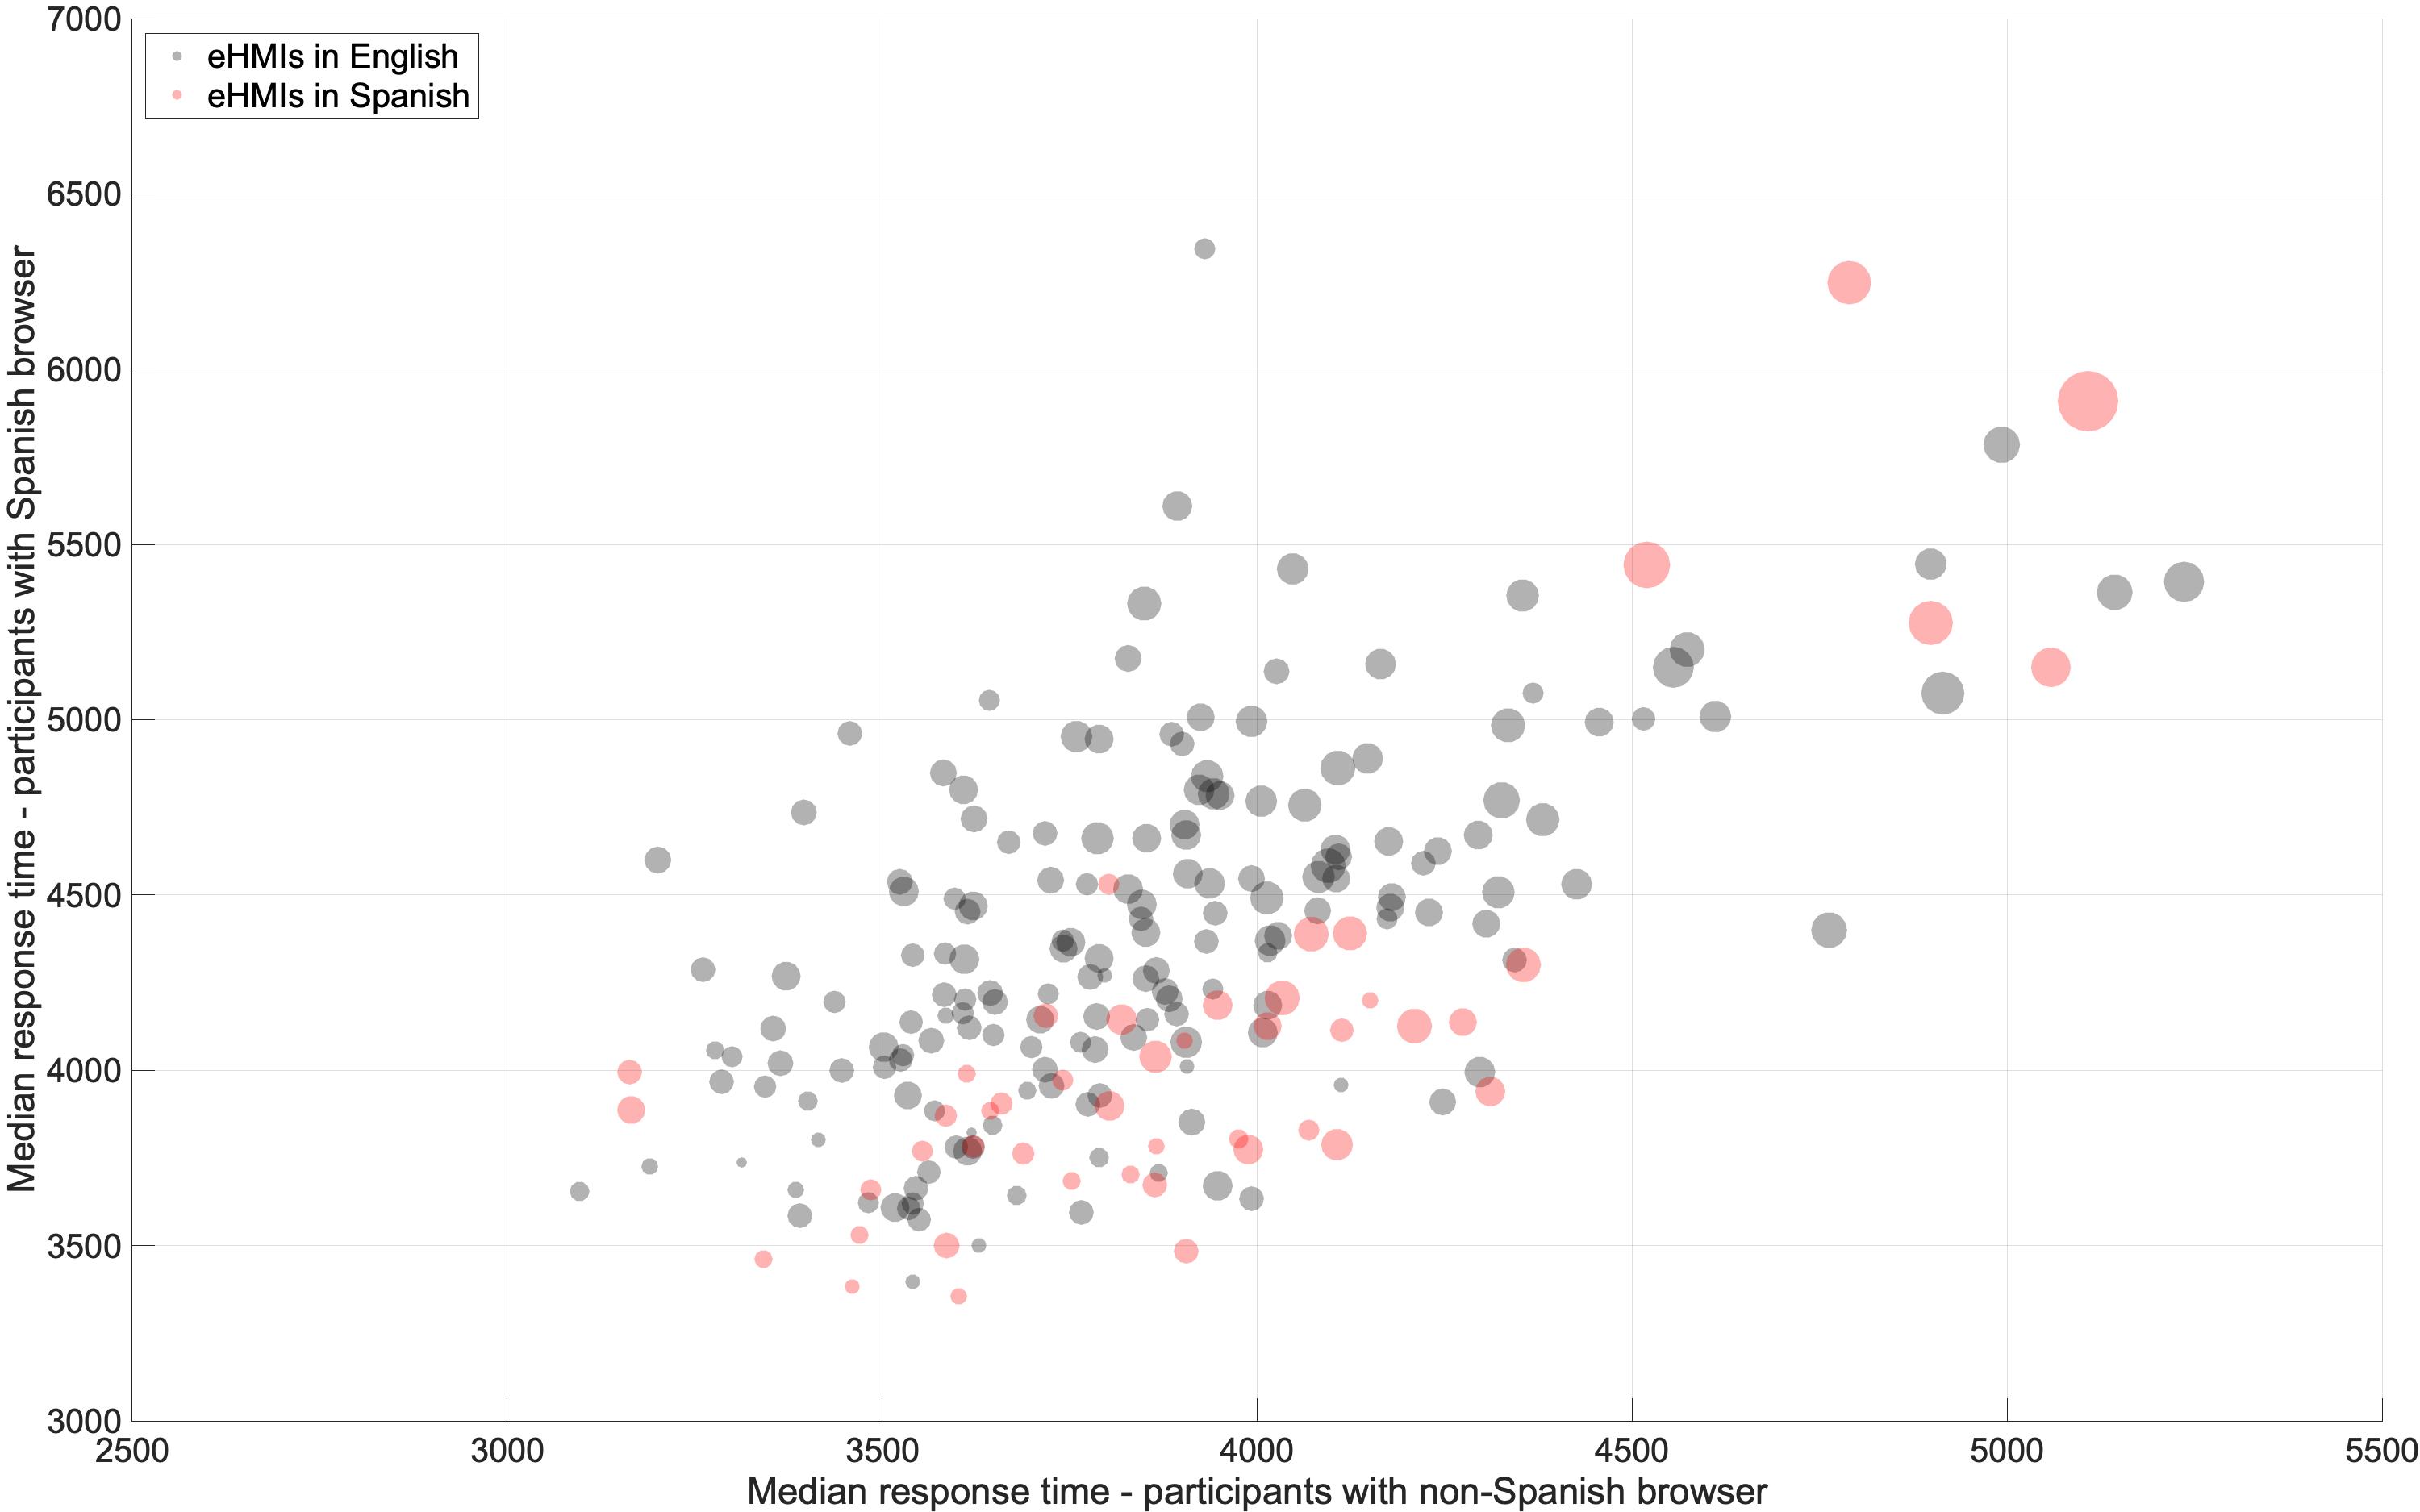 7000
eHMIs in English
eHMIs in Spanish
6500
6000
5500
5000
4500
4000
3500
3000
Median response time - participants with Spanish browser
2500 3000 3500 4000 4500 5000 5500
Median response time - participants with non-Spanish browser